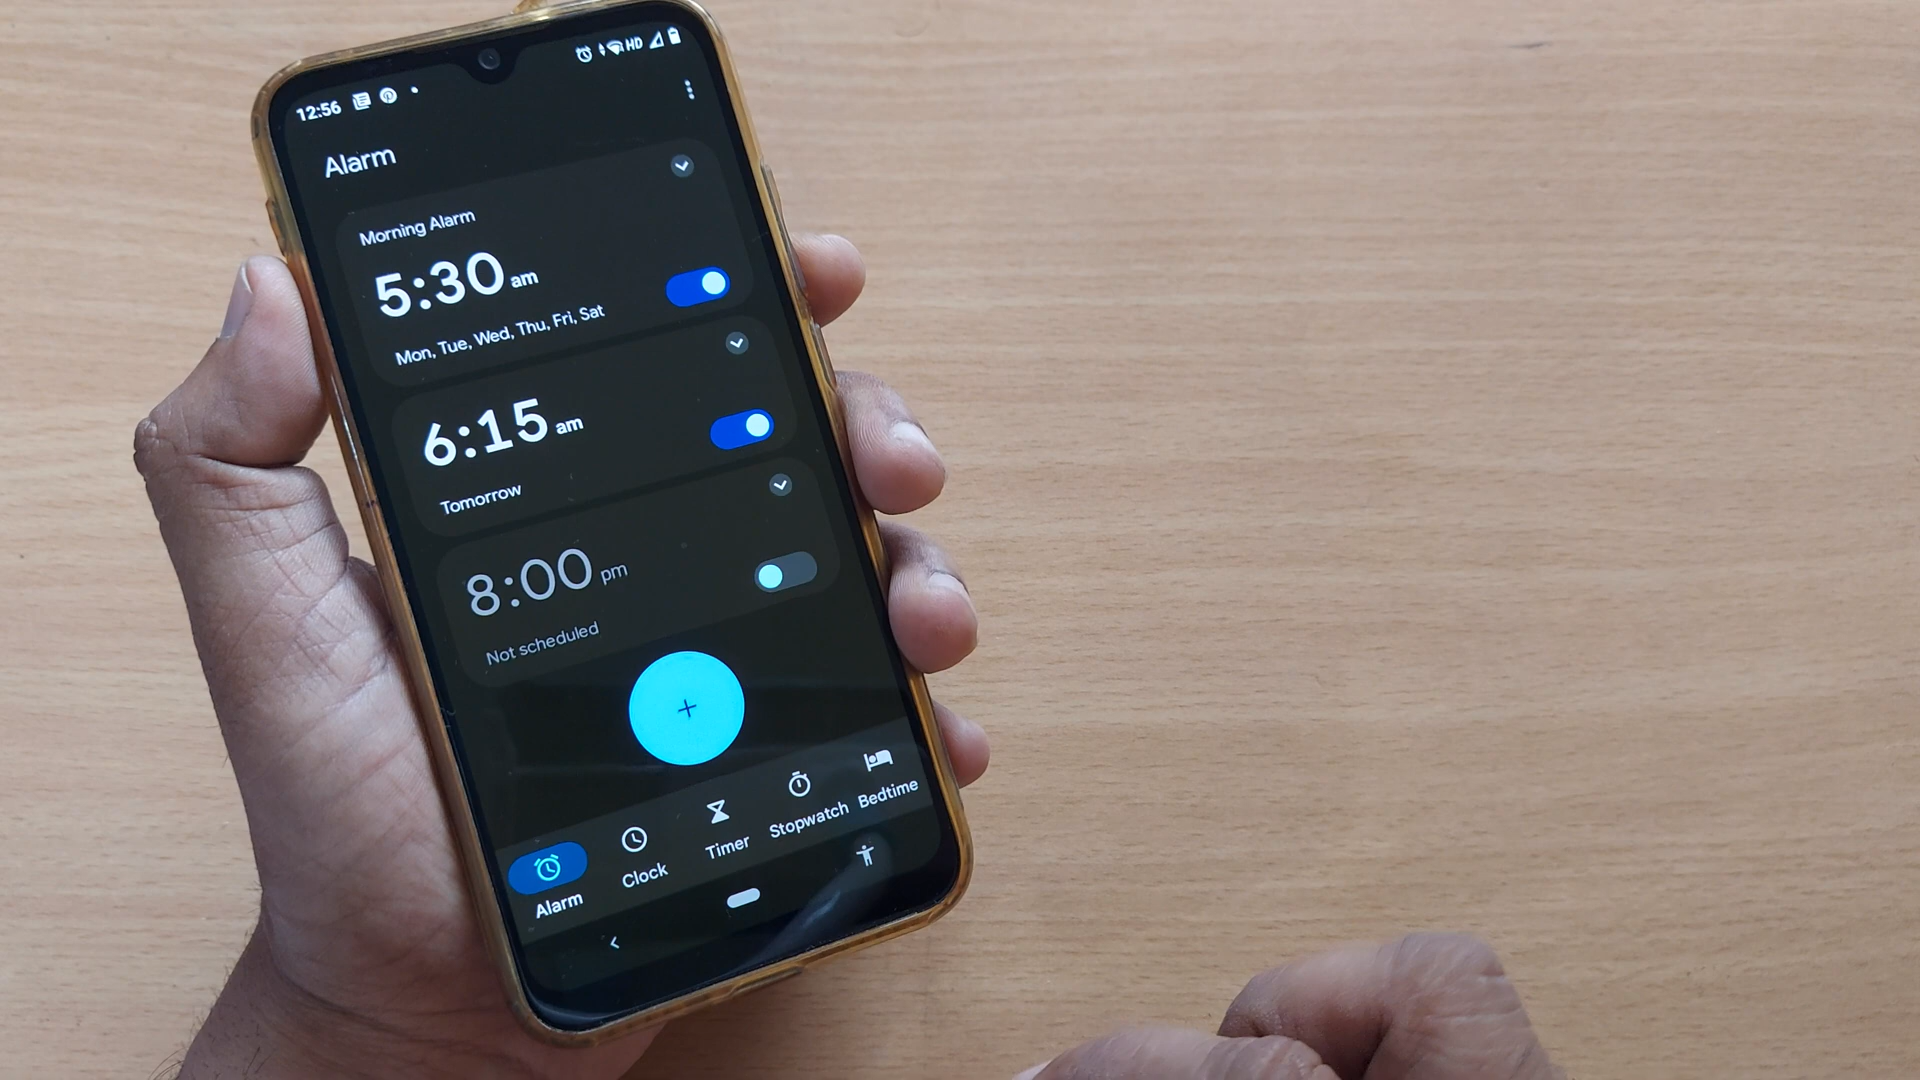 12:56
HD
Alarm
Morning Alarm
5:30 am
Mon, Tue, Wed, Thu, Fri, Sat
6:15 am
Tomorrow
8:00 pm
Not scheduled
+
Alarm
Clock
Timer
Stopwatch
Bedtime